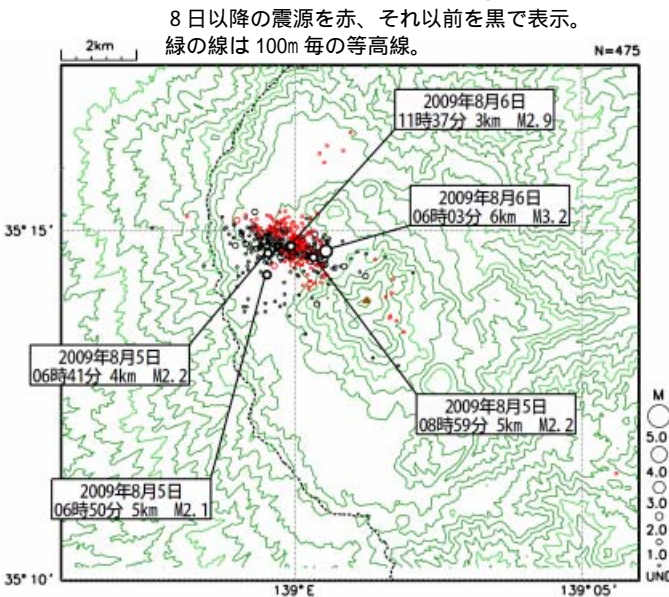 ８日以降の震源を赤、それ以前を黒で表示。
緑の線は 100m 毎の等高線。
2km
N=475
2009年8月6日
11時37分 3km M2.9
2009年8月6日
06時03分 6km M3.2
35°15'
2009年8月5日
06時41分 4km M2.2
2009年8月5日
08時59分 5km M2.2
2009年8月5日
06時50分 5km M2.1
M
5.0
4.0
3.0
2.0
1.0
UND
35°10'
139°E
139°05'